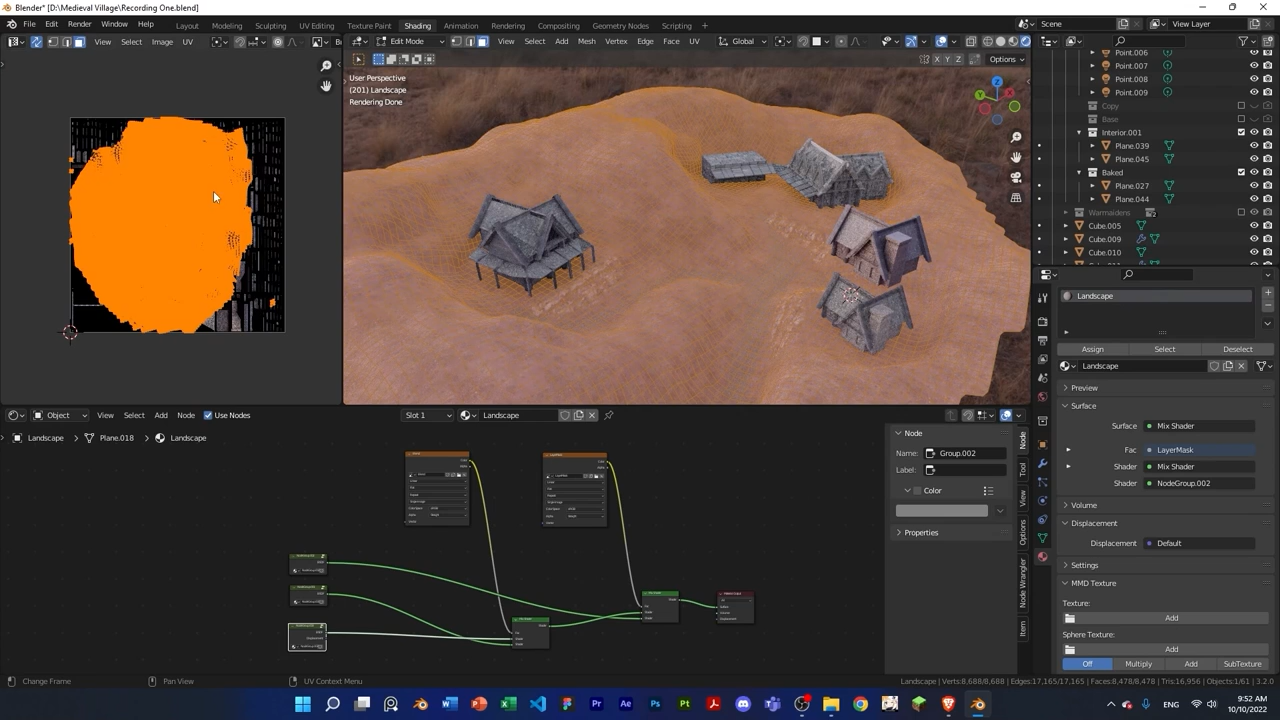 Blender* [D:\Medieval Village\Recording One.blend]
File Edit Render Window Help Layout Modeling Sculpting UV Editing Texture Paint Shading Animation Rendering Compositing Geometry Nodes Scripting + Scene View Layer
View Select Image UV Edit Mode View Select Add Mesh Vertex Edge Face UV Global
Options
User Perspective
(201) Landscape
Rendering Done
X Y Z
Point.006
Point.007
Point.008
Point.009
Copy
Base
Interior.001
Plane.039
Plane.045
Baked
Plane.027
Plane.044
Warmaidens
Cube.005
Cube.009
Cube.010
Landscape
Assign Select Deselect
Landscape
Preview
Surface
Surface Mix Shader
Fac LayerMask
Shader Mix Shader
Shader NodeGroup.002
Volume
Displacement
Displacement Default
Settings
MMD Texture
Texture:
Add
Sphere Texture:
Add
Off Multiply Add SubTexture
Object View Select Add Node Use Nodes Slot 1 Landscape
Landscape > Plane.018 > Landscape
Node
Name: Group.002
Label:
Color
Properties
Node
Tool
View
Options
Node Wrangler
Item
Change Frame Pan View UV Context Menu
Landscape | Verts:8,688/8,688 | Edges:17,165/17,165 | Faces:8,478/8,478 | Tris:16,956 | Objects:1/61 | 3.2.0
9:52 AM
10/10/2022